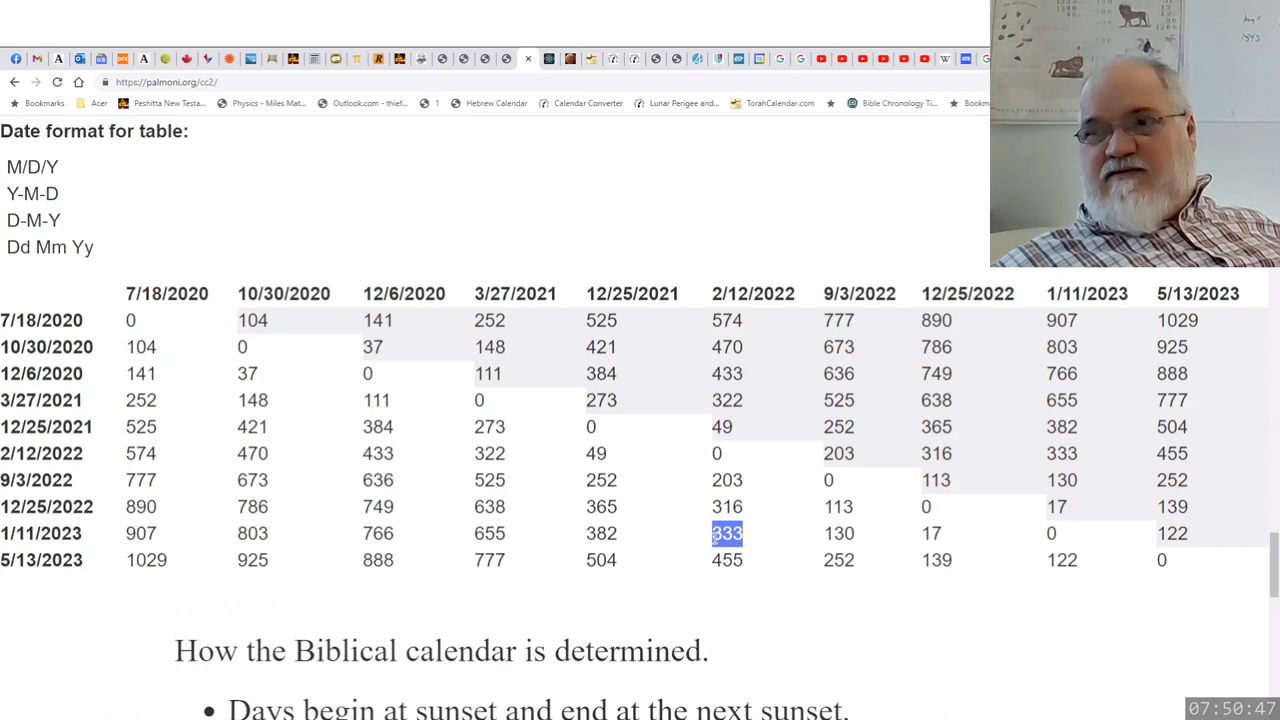 https://palmoni.org/cc2/
Bookmarks Acer Peshitta New Testa... Physics - Miles Mat... Outlook.com - thief... 1 Hebrew Calendar Calendar Converter Lunar Perigee and... TorahCalendar.com Bible Chronology Ti... Bookma
Date format for table:
M/D/Y
Y-M-D
D-M-Y
Dd Mm Yy
7/18/2020 10/30/2020 12/6/2020 3/27/2021 12/25/2021 2/12/2022 9/3/2022 12/25/2022 1/11/2023 5/13/2023
7/18/2020 0 104 141 252 525 574 777 890 907 1029
10/30/2020 104 0 37 148 421 470 673 786 803 925
12/6/2020 141 37 0 111 384 433 636 749 766 888
3/27/2021 252 148 111 0 273 322 525 638 655 777
12/25/2021 525 421 384 273 0 49 252 365 382 504
2/12/2022 574 470 433 322 49 0 203 316 333 455
9/3/2022 777 673 636 525 252 203 0 113 130 252
12/25/2022 890 786 749 638 365 316 113 0 17 139
1/11/2023 907 803 766 655 382 333 130 17 0 122
5/13/2023 1029 925 888 777 504 455 252 139 122 0
How the Biblical calendar is determined.
• Days begin at sunset and end at the next sunset.
07:50:47